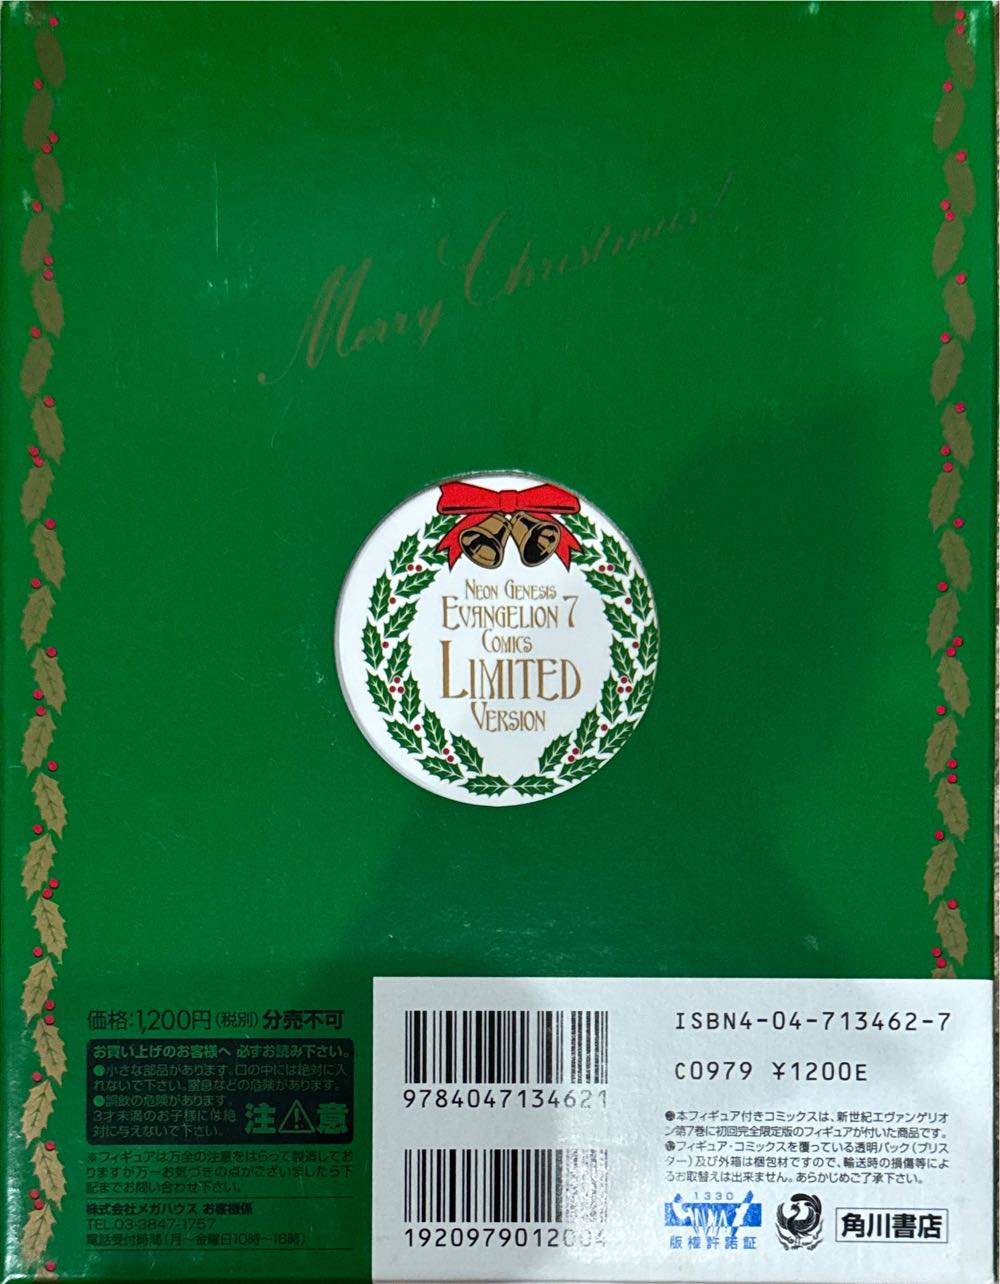 Merry Christmas!
NEON GENESIS
EVANGELION 7
COMICS
LIMITED
VERSION
価格:1,200円(税別) 分売不可
お買い上げのお客様へ 必ずお読み下さい。
●小さな部品があります。口の中には絶対に入
れないで下さい。窒息などの危険があります。
●誤飲の危険があります。
3才未満のお子様には絶
対に与えないで下さい。
注意
※フィギュアは万全の注意をはらって製造してお
りますが万一お気づきの点がございましたら下
記までお問い合わせ下さい。
株式会社メガハウス お客様係
TEL.03-3847-1757
電話受付時間(月〜金曜日10時〜16時)
9784047134621
1920979012004
ISBN4-04-713462-7
C0979 ¥1200E
●本フィギュア付きコミックスは、新世紀エヴァンゲリオ
ン第7巻に初回完全限定版のフィギュアが付いた商品です。
●フィギュア・コミックスを覆っている透明パック(ブリス
ター)及び外箱は梱包材ですので、輸送時の損傷等によ
るお取替えは出来ません。あらかじめご了承下さい。
1330
GAINAX
版権許諾証
角川書店